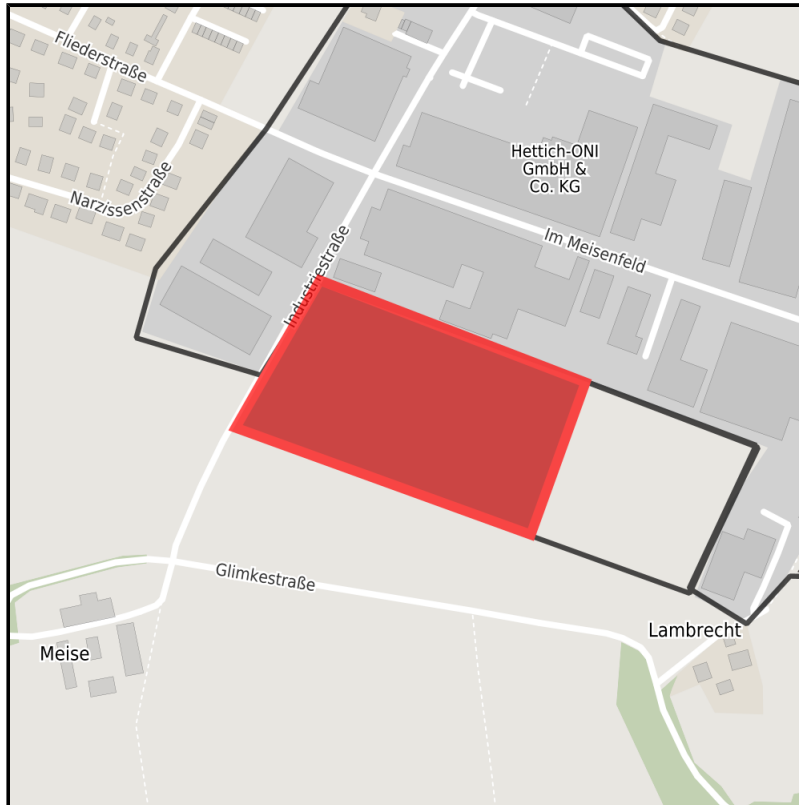 Fliederstraße
Hettich-ONI
GmbH &
Co. KG
Narzissenstraße
Im Meisenfeld
Industriestraße
Glimkestraße
Lambrecht
Meise